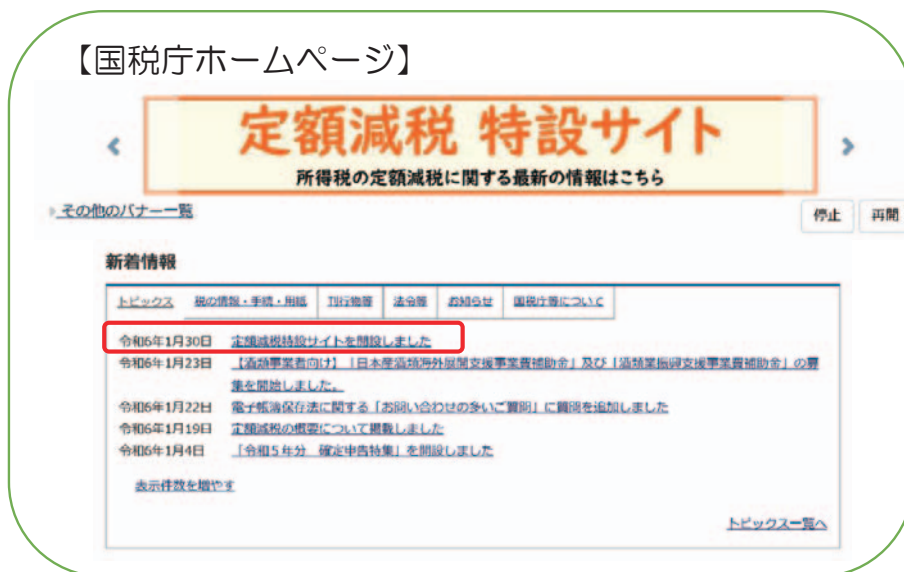 【国税庁ホームページ】
定額減税 特設サイト
所得税の定額減税に関する最新の情報はこちら
その他のバナー一覧
停止 再開
新着情報
トピックス 税の情報・手続・用紙 刊行物等 法令等 お知らせ 国税庁等について
令和6年1月30日 定額減税特設サイトを開設しました
令和6年1月23日 【酒類事業者向け】「日本産酒類海外展開支援事業費補助金」及び「酒類業振興支援事業費補助金」の募
集を開始しました。
令和6年1月22日 電子帳簿保存法に関する「お問い合わせの多いご質問」に質問を追加しました
令和6年1月19日 定額減税の概要について掲載しました
令和6年1月4日 「令和5年分 確定申告特集」を開設しました
表示件数を増やす
トピックス一覧へ